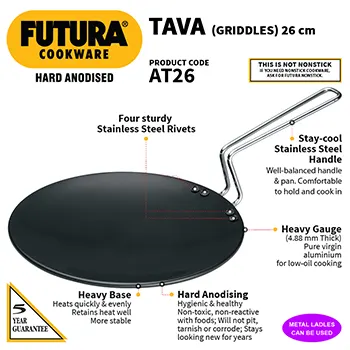 FUTURA®
COOKWARE
HARD ANODISED
TAVA (GRIDDLES) 26 cm
PRODUCT CODE
AT26
THIS IS NOT NONSTICK
IF YOU NEED NONSTICK COOKWARE,
ASK FOR FUTURA NONSTICK.
Four sturdy
Stainless Steel Rivets
Stay-cool
Stainless Steel
Handle
Well-balanced handle
& pan. Comfortable
to hold and cook in
Heavy Gauge
(4.88 mm Thick)
Pure virgin
aluminium
for low-oil cooking
5
YEAR
GUARANTEE
Heavy Base
Heats quickly & evenly
Retains heat well
More stable
Hard Anodising
Hygienic & healthy
Non-toxic, non-reactive
with foods; Will not pit,
tarnish or corrode; Stays
looking new for years
METAL LADLES
CAN BE USED